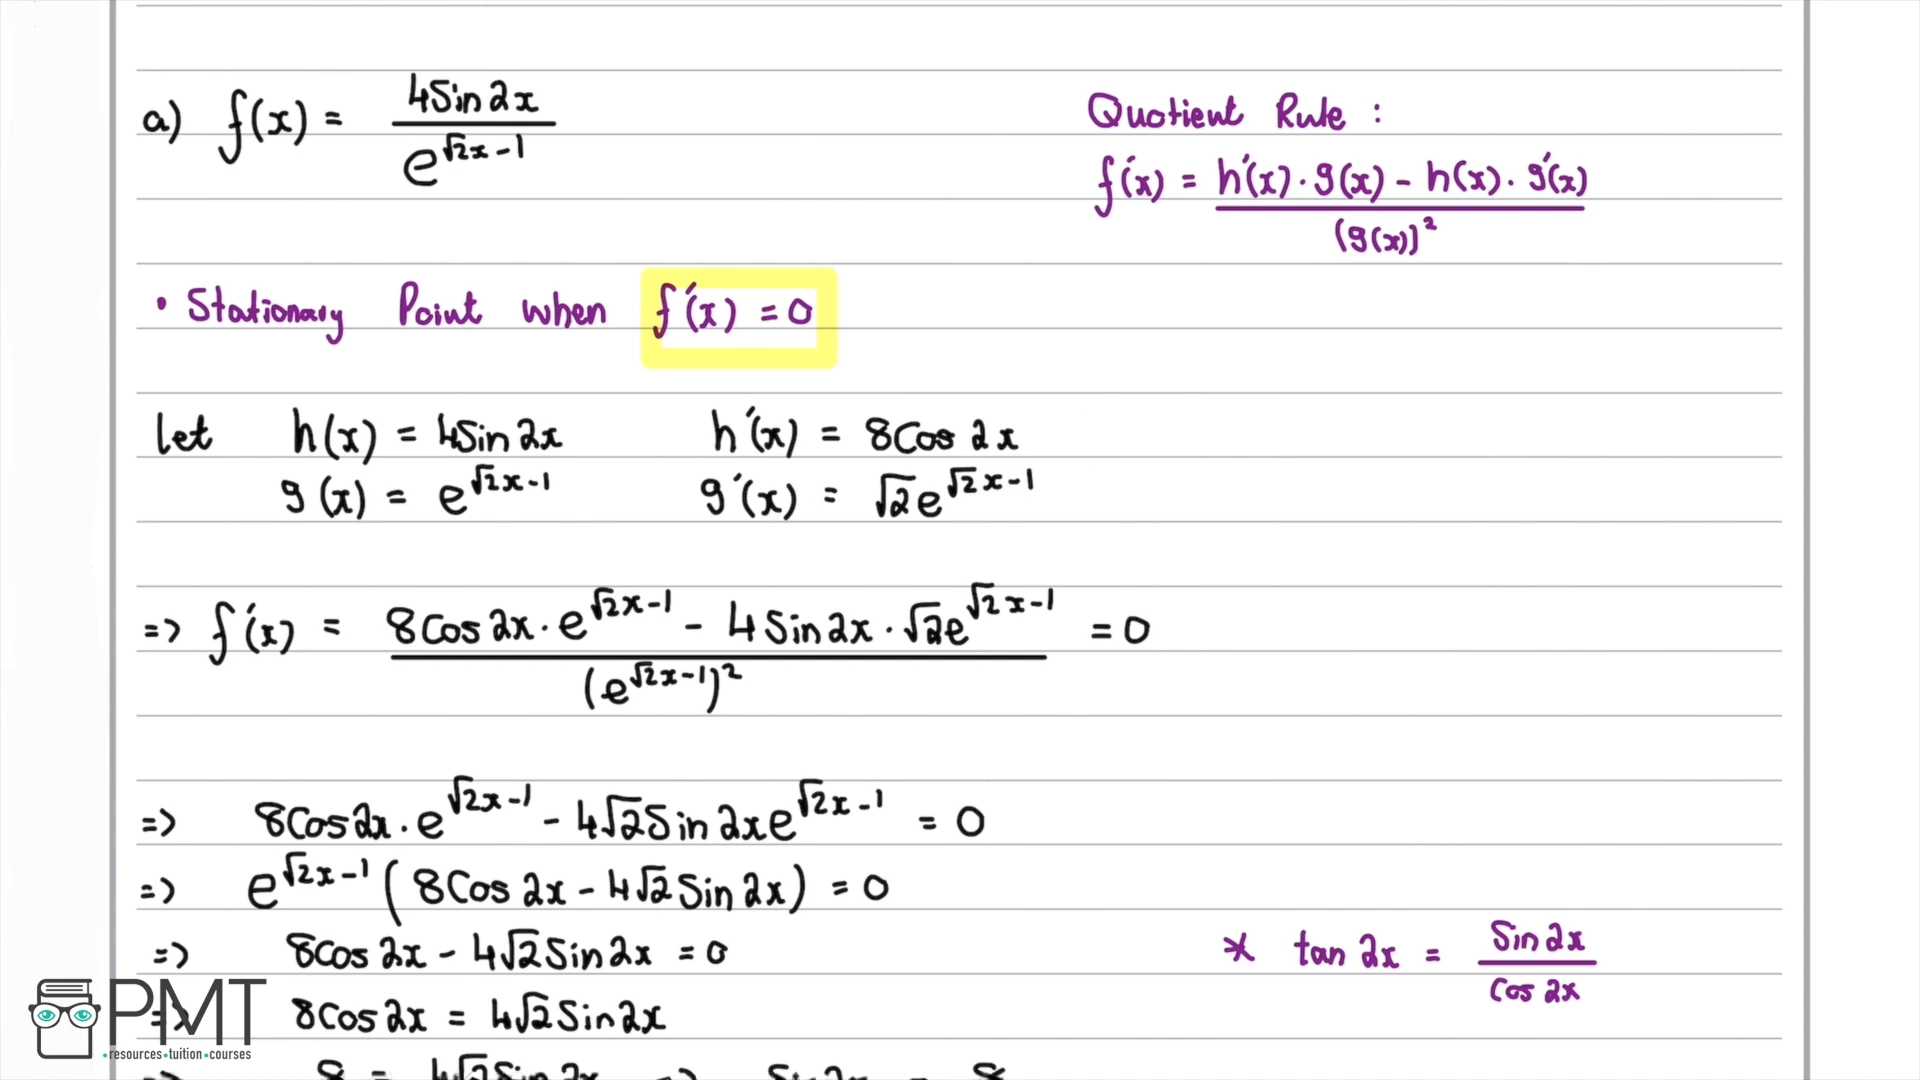 a) f(x) = 4Sin2x / e^(√2x-1)
Quotient Rule :
f'(x) = h'(x)·g(x) - h(x)·g'(x) / (g(x))²
• Stationary Point when f'(x) = 0
let h(x) = 4Sin2x h'(x) = 8Cos2x
g(x) = e^(√2x-1) g'(x) = √2e^(√2x-1)
=> f'(x) = 8Cos2x·e^(√2x-1) - 4Sin2x·√2e^(√2x-1) / (e^(√2x-1))² = 0
=> 8Cos2x·e^(√2x-1) - 4√2Sin2xe^(√2x-1) = 0
=> e^(√2x-1) (8Cos2x - 4√2Sin2x) = 0
=> 8Cos2x - 4√2Sin2x = 0
* tan2x = Sin2x / Cos2x
=> 8Cos2x = 4√2Sin2x
PMT
•resources•tuition•courses